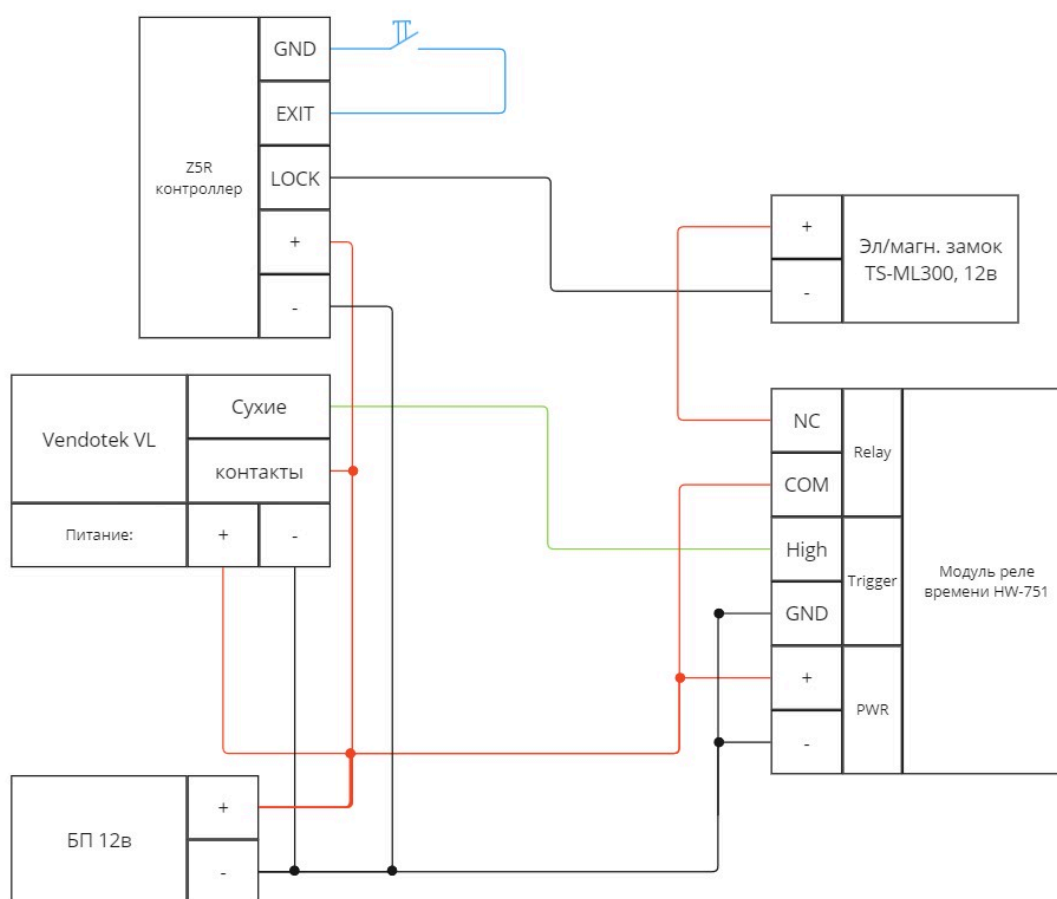 GND
EXIT
Z5R
контроллер
LOCK
+
-
+
Эл/магн. замок
TS-ML300, 12в
-
Vendotek VL
Сухие
контакты
Питание:
+
-
NC
Relay
COM
High
Trigger
GND
Модуль реле
времени HW-751
+
PWR
-
БП 12в
+
-